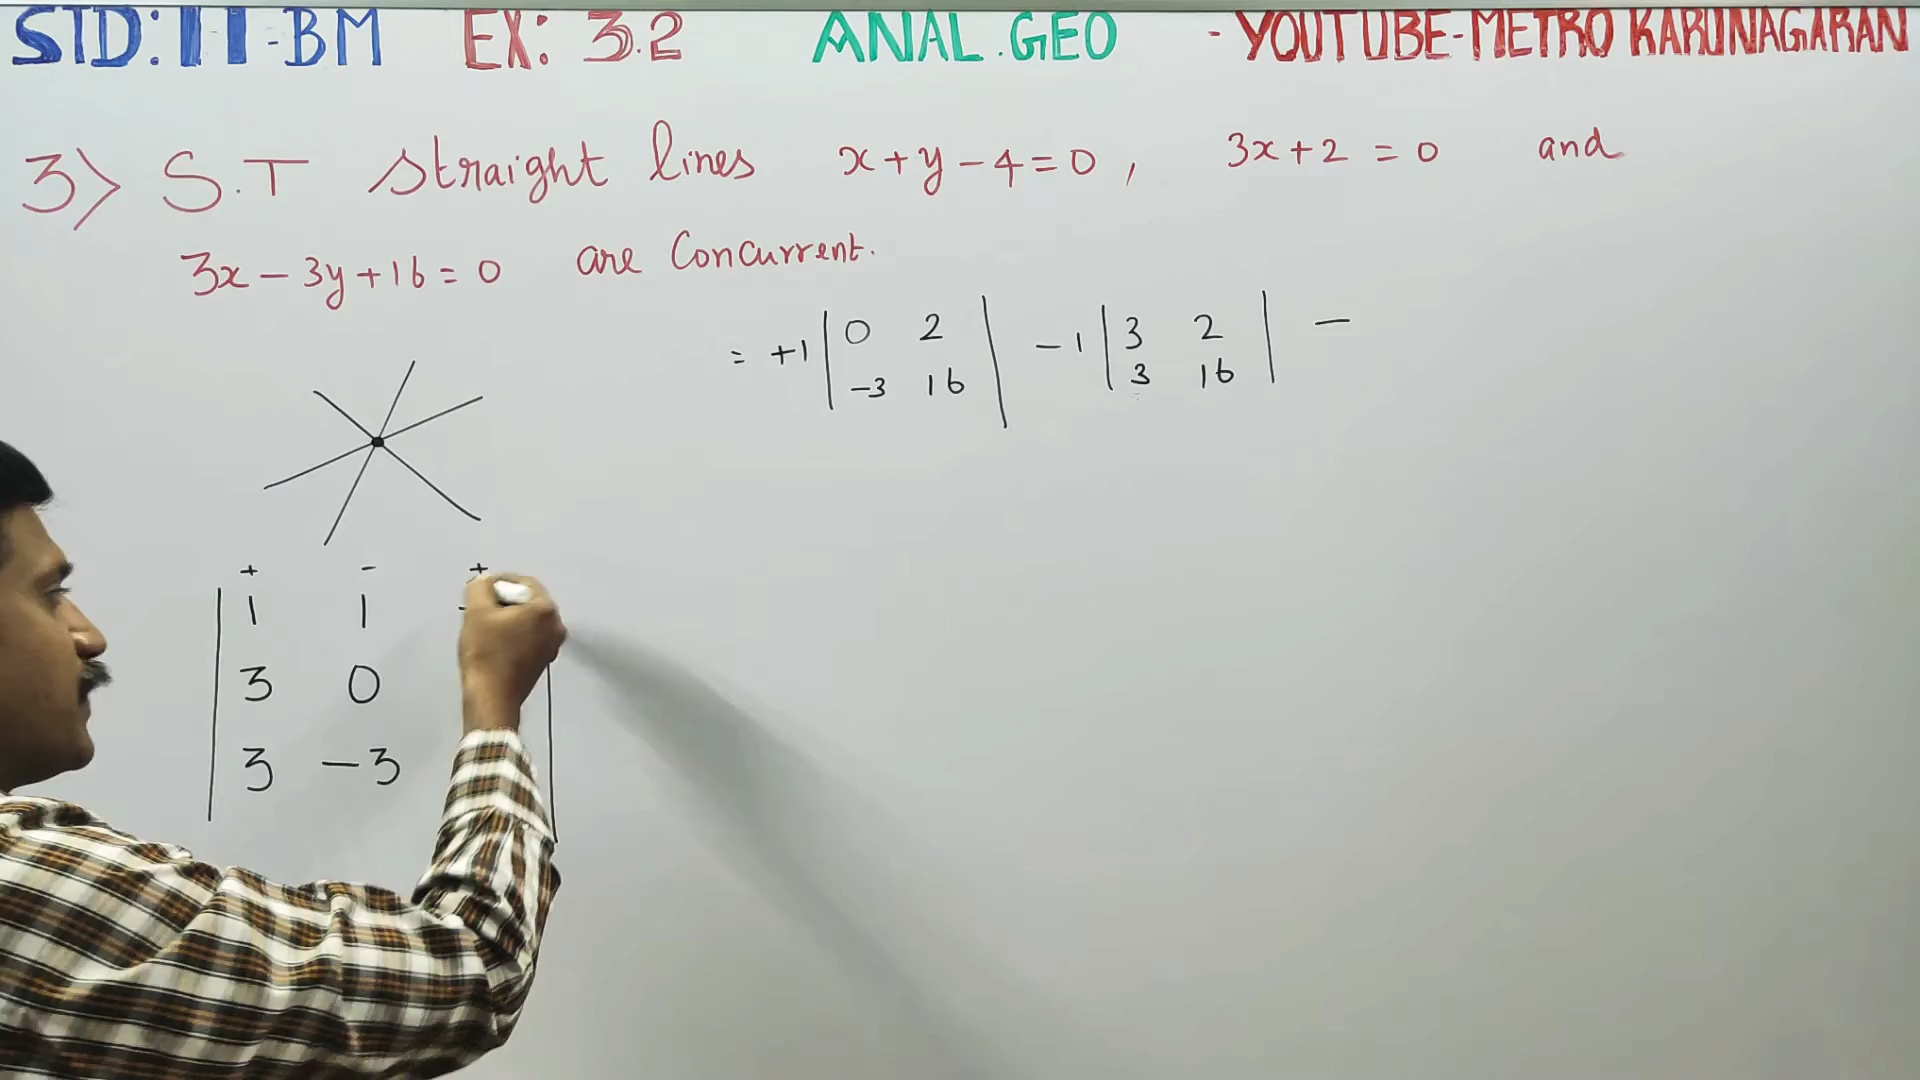 STD: 11-BM EX: 3.2 ANAL.GEO - YOUTUBE-METRO KARUNAGARAN
3> S.T straight lines x+y-4=0, 3x+2=0 and
3x-3y+16=0 are concurrent.
= +1 | 0 2 | -1 | 3 2 | -
-3 16 3 16
+ - +
1 1 -
3 0
3 -3